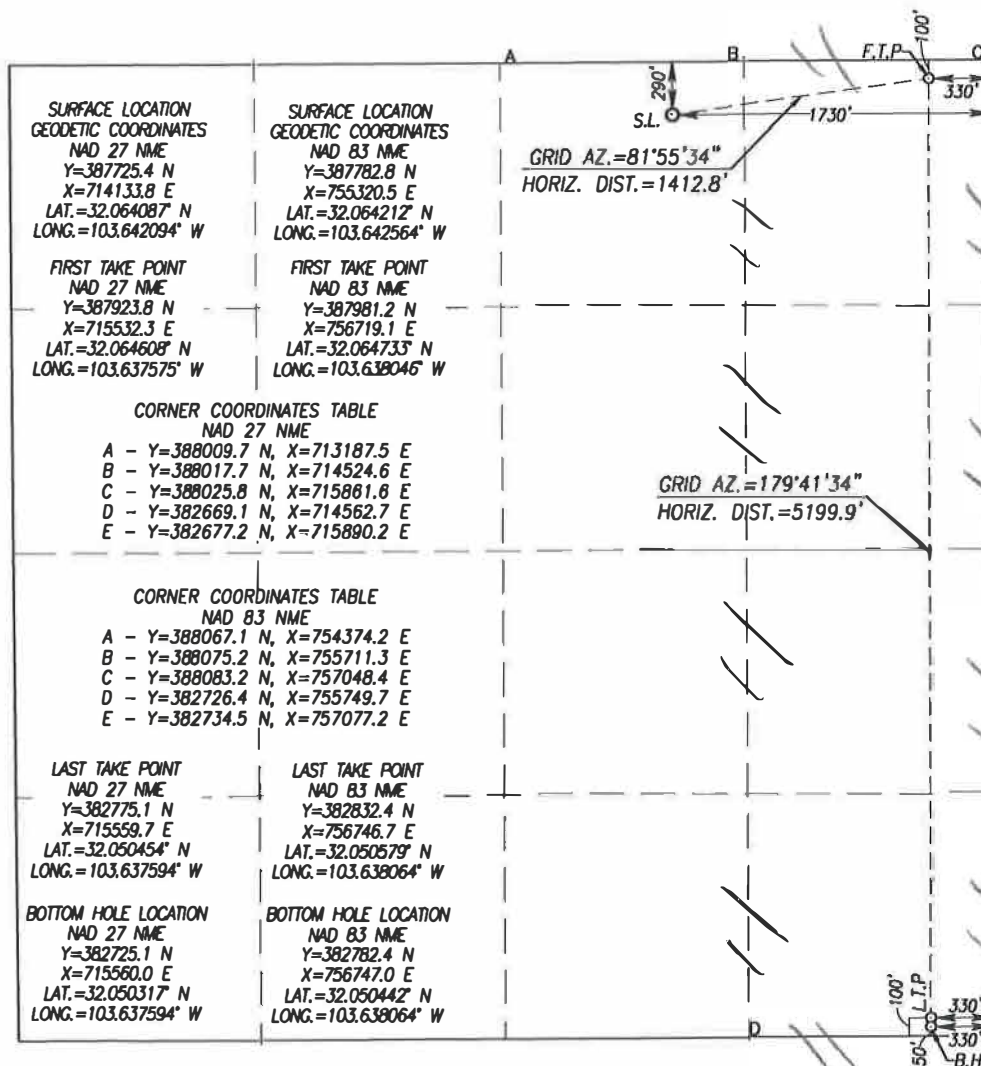 A B C
100'
F.T.P
330'
290'
S.L.
1730'
GRID AZ.=81°55'34"
HORIZ. DIST.=1412.8'
SURFACE LOCATION
GEODETIC COORDINATES
NAD 27 NME
Y=387725.4 N
X=714133.8 E
LAT.=32.064087° N
LONG.=103.642094° W
SURFACE LOCATION
GEODETIC COORDINATES
NAD 83 NME
Y=387782.8 N
X=755320.5 E
LAT.=32.064212° N
LONG.=103.642564° W
FIRST TAKE POINT
NAD 27 NME
Y=387923.8 N
X=715532.3 E
LAT.=32.064608° N
LONG.=103.637575° W
FIRST TAKE POINT
NAD 83 NME
Y=387981.2 N
X=756719.1 E
LAT.=32.064733° N
LONG.=103.638046° W
CORNER COORDINATES TABLE
NAD 27 NME
A - Y=388009.7 N, X=713187.5 E
B - Y=388017.7 N, X=714524.6 E
C - Y=388025.8 N, X=715861.6 E
D - Y=382669.1 N, X=714562.7 E
E - Y=382677.2 N, X=715890.2 E
GRID AZ.=179°41'34"
HORIZ. DIST.=5199.9'
CORNER COORDINATES TABLE
NAD 83 NME
A - Y=388067.1 N, X=754374.2 E
B - Y=388075.2 N, X=755711.3 E
C - Y=388083.2 N, X=757048.4 E
D - Y=382726.4 N, X=755749.7 E
E - Y=382734.5 N, X=757077.2 E
LAST TAKE POINT
NAD 27 NME
Y=382775.1 N
X=715559.7 E
LAT.=32.050454° N
LONG.=103.637594° W
LAST TAKE POINT
NAD 83 NME
Y=382832.4 N
X=756746.7 E
LAT.=32.050579° N
LONG.=103.638064° W
BOTTOM HOLE LOCATION
NAD 27 NME
Y=382725.1 N
X=715560.0 E
LAT.=32.050317° N
LONG.=103.637594° W
BOTTOM HOLE LOCATION
NAD 83 NME
Y=382782.4 N
X=756747.0 E
LAT.=32.050442° N
LONG.=103.638064° W
L.T.P
100'
330'
D
50'
330'
B.H